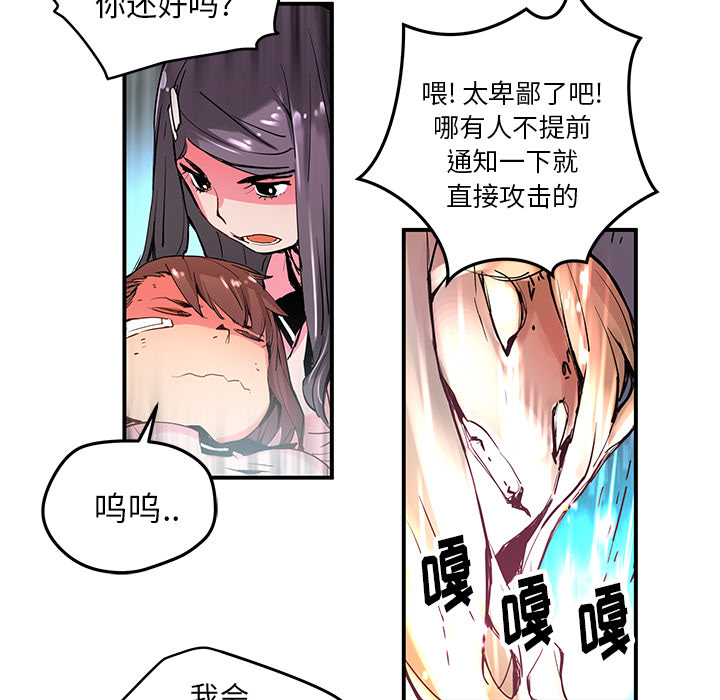 你还好吗?
喂! 太卑鄙了吧!
哪有人不提前
通知一下就
直接攻击的
呜呜..
嘎
嘎
嘎
我会